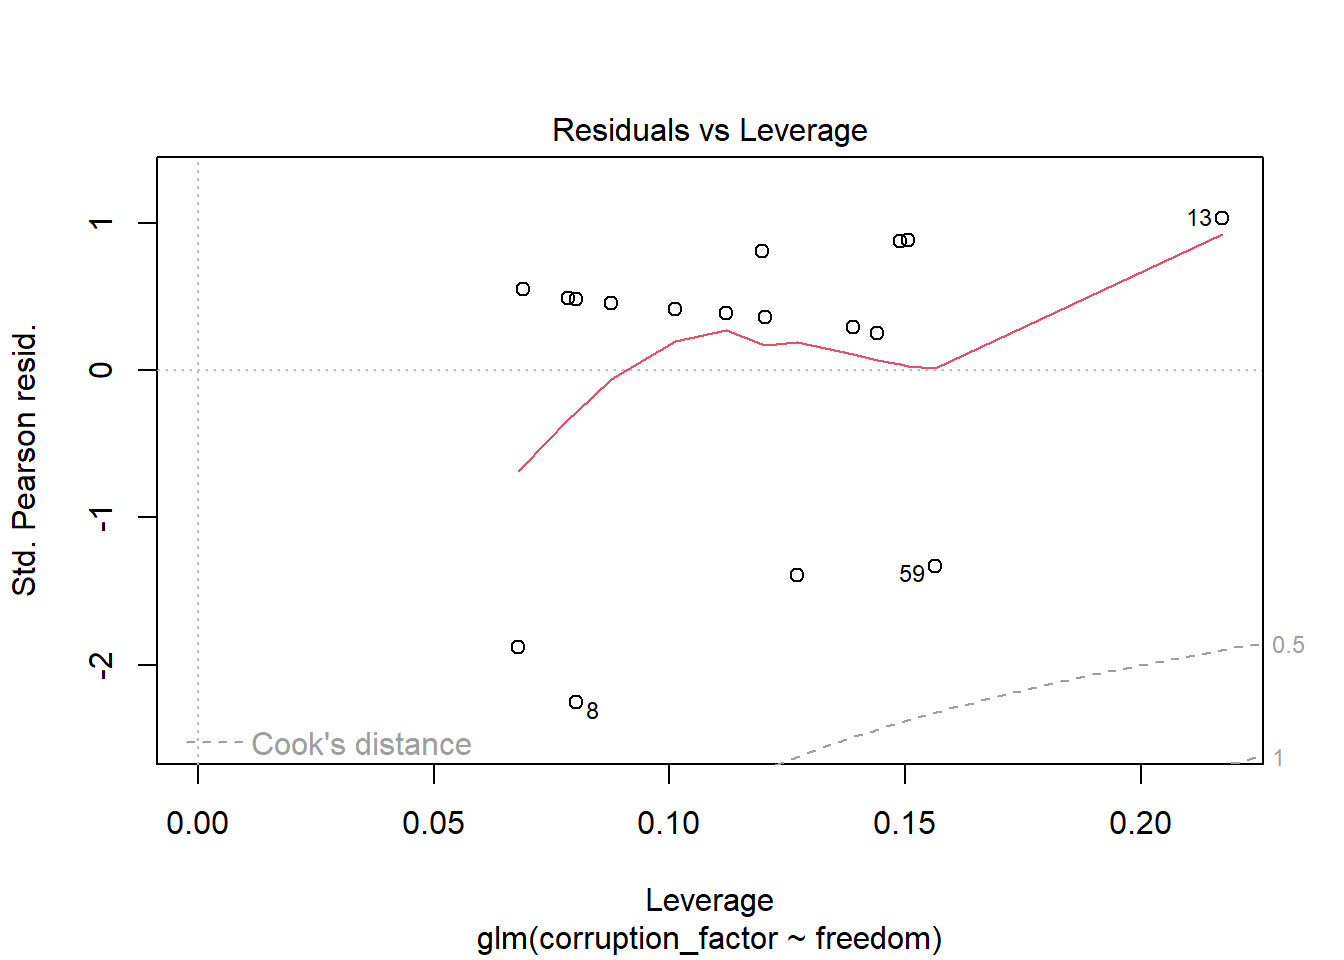 Residuals vs Leverage
Std. Pearson resid.
1
0
-1
-2
13
59
8
0.5
1
Cook's distance
0.00 0.05 0.10 0.15 0.20
Leverage
glm(corruption_factor ~ freedom)